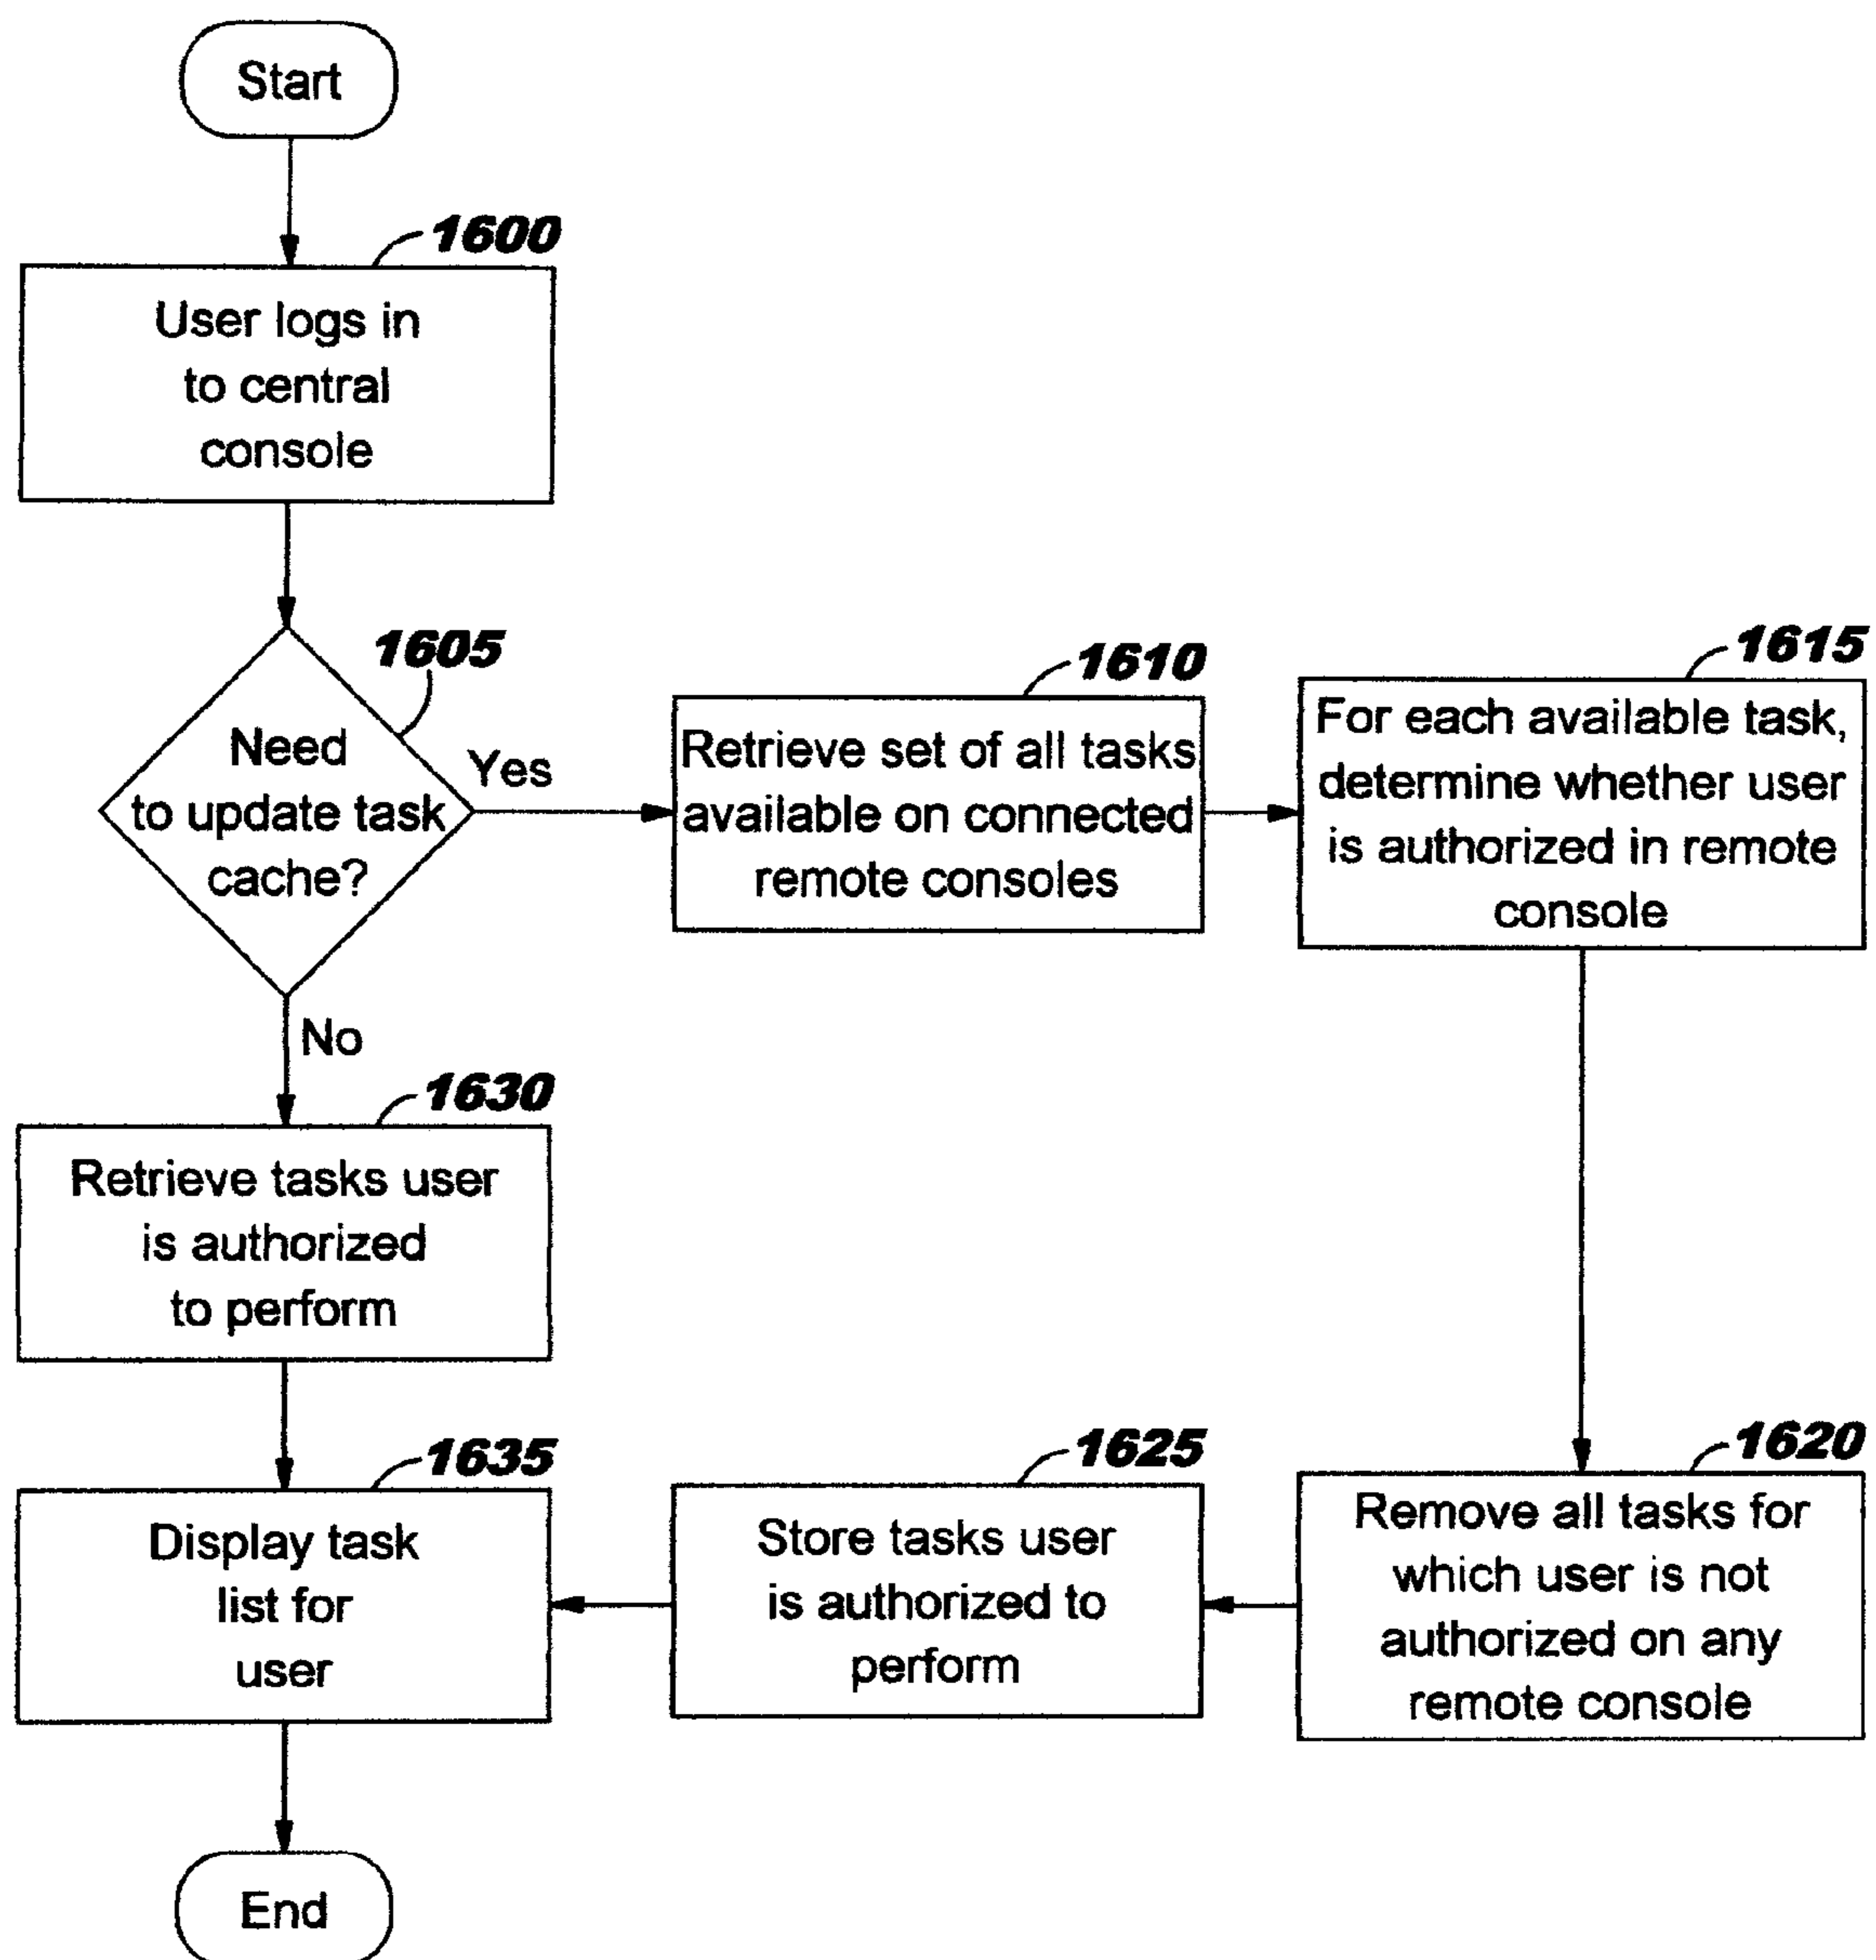 Start
1600
User logs in
to central
console
1605
Need
to update task
cache?
Yes
1610
Retrieve set of all tasks
available on connected
remote consoles
1615
For each available task,
determine whether user
is authorized in remote
console
No
1630
Retrieve tasks user
is authorized
to perform
1620
Remove all tasks for
which user is not
authorized on any
remote console
1625
Store tasks user
is authorized to
perform
1635
Display task
list for
user
End